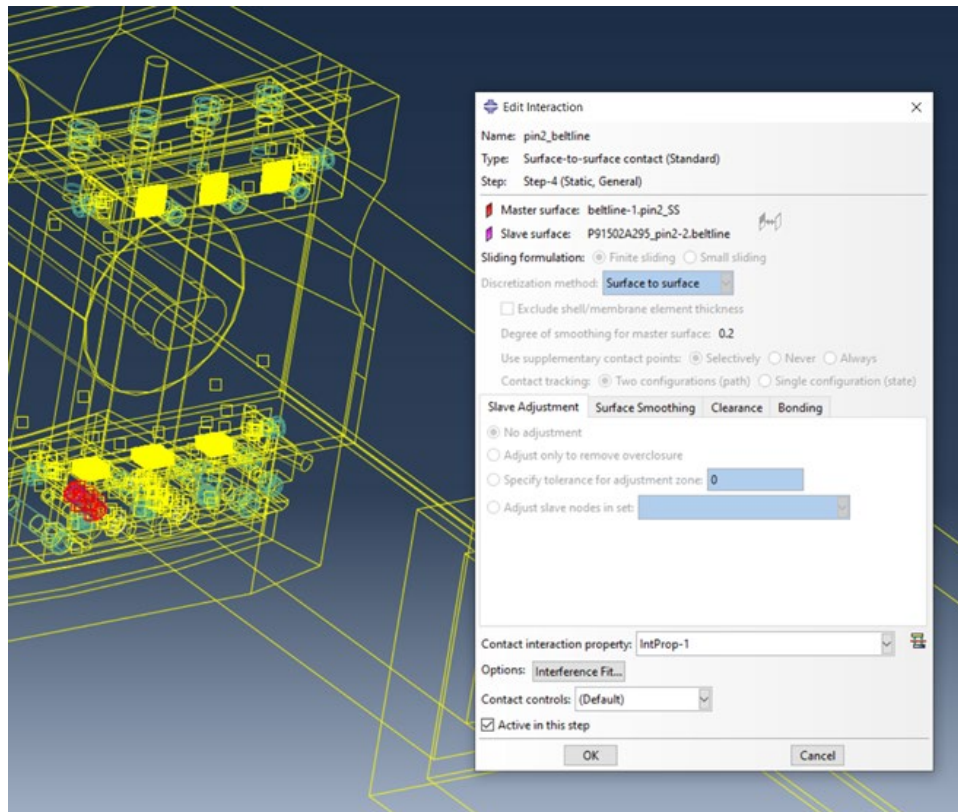 Edit Interaction
Name: pin2_beltline
Type: Surface-to-surface contact (Standard)
Step: Step-4 (Static, General)
Master surface: beltline-1.pin2_SS
Slave surface: P91502A295_pin2-2.beltline
Sliding formulation: Finite sliding Small sliding
Discretization method: Surface to surface
Exclude shell/membrane element thickness
Degree of smoothing for master surface: 0.2
Use supplementary contact points: Selectively Never Always
Contact tracking: Two configurations (path) Single configuration (state)
Slave Adjustment Surface Smoothing Clearance Bonding
No adjustment
Adjust only to remove overclosure
Specify tolerance for adjustment zone: 0
Adjust slave nodes in set:
Contact interaction property: IntProp-1
Options: Interference Fit...
Contact controls: (Default)
Active in this step
OK Cancel